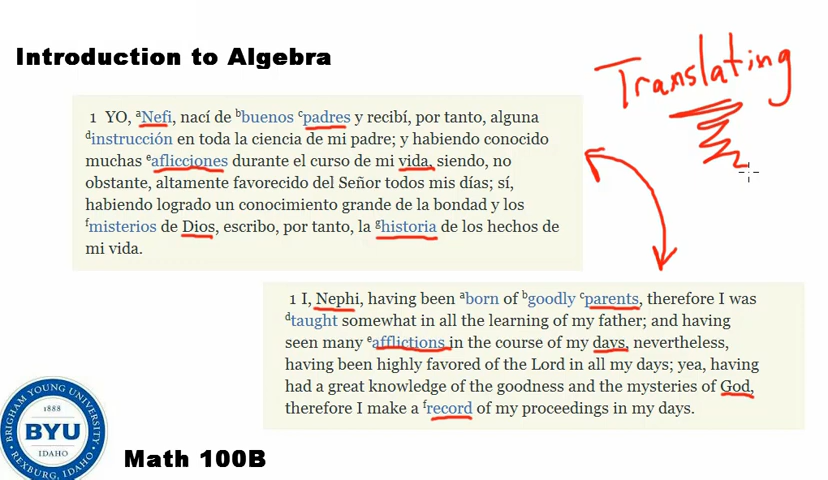 Introduction to Algebra
Translating
1 YO, aNefi, nací de bbuenos cpadres y recibí, por tanto, alguna
dinstrucción en toda la ciencia de mi padre; y habiendo conocido
muchas eaflicciones durante el curso de mi vida, siendo, no
obstante, altamente favorecido del Señor todos mis días; sí,
habiendo logrado un conocimiento grande de la bondad y los
fmisterios de Dios, escribo, por tanto, la ghistoria de los hechos de
mi vida.
1 I, Nephi, having been aborn of bgoodly cparents, therefore I was
dtaught somewhat in all the learning of my father; and having
seen many eafflictions in the course of my days, nevertheless,
having been highly favored of the Lord in all my days; yea, having
had a great knowledge of the goodness and the mysteries of God,
therefore I make a frecord of my proceedings in my days.
BRIGHAM YOUNG UNIVERSITY
1888
BYU
IDAHO
REXBURG, IDAHO
Math 100B